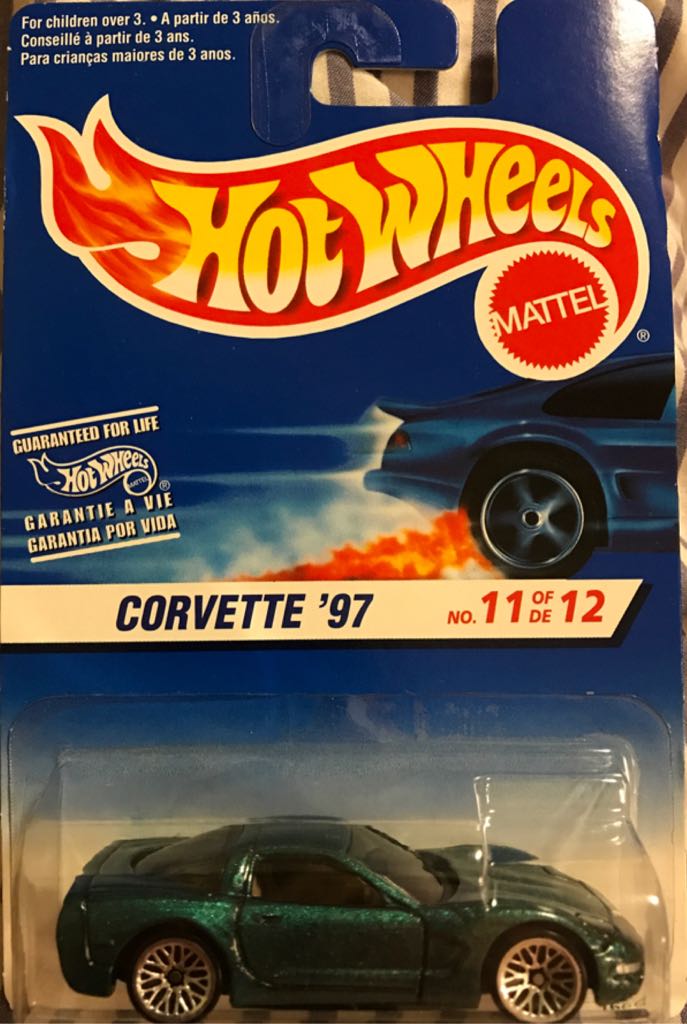 For children over 3. • A partir de 3 años.
Conseillé à partir de 3 ans.
Para crianças maiores de 3 anos.
HOT WHEELS
MATTEL
®
GUARANTEED FOR LIFE
HOT WHEELS
MATTEL
®
GARANTIE A VIE
GARANTIA POR VIDA
CORVETTE '97
NO. 11 OF DE 12